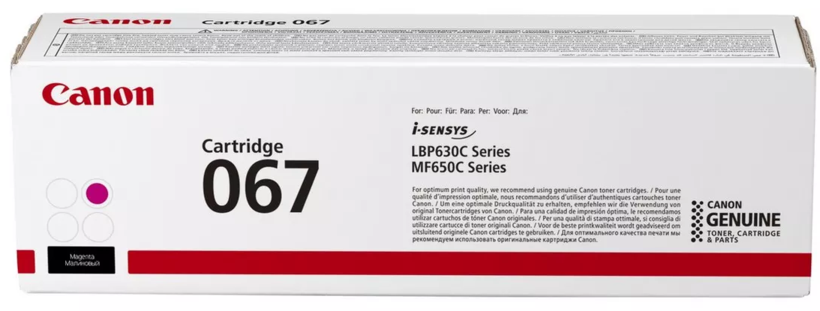 Canon Cartridge 067
Canon
Cartridge
067
Magenta
Малиновый
For: Pour: Für: Para: Per: Voor: Для:
i-SENSYS
LBP630C Series
MF650C Series
For optimum print quality, we recommend using genuine Canon toner cartridges. / Pour une
qualité d'impression optimale, nous recommandons d'utiliser d'authentiques cartouches toner
Canon. / Um eine optimale Druckqualität zu erhalten, empfehlen wir die Verwendung von
original Tonercartridges von Canon. / Para una calidad de impresión óptima, le recomendamos
utilizar cartuchos de tóner Canon originales. / Per una qualità di stampa ottimale, si consiglia di
utilizzare cartucce di toner originali Canon. / Voor de beste printkwaliteit wordt geadviseerd om
uitsluitend originele Canon cartridges te gebruiken. / Для оптимального качества печати мы
рекомендуем использовать оригинальные картриджи Canon.
CANON
GENUINE
TONER, CARTRIDGE
& PARTS